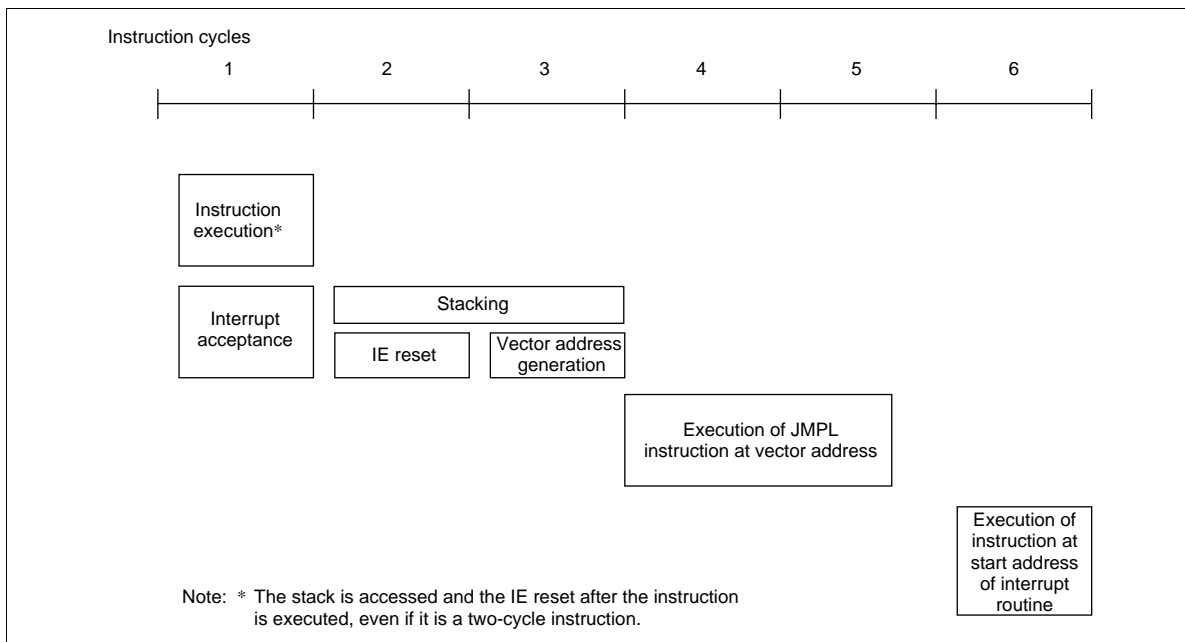 Instruction cycles
1 2 3 4 5 6
Instruction
execution*
Interrupt
acceptance
Stacking
IE reset
Vector address
generation
Execution of JMPL
instruction at vector address
Execution of
instruction at
start address
of interrupt
routine
Note: * The stack is accessed and the IE reset after the instruction
is executed, even if it is a two-cycle instruction.